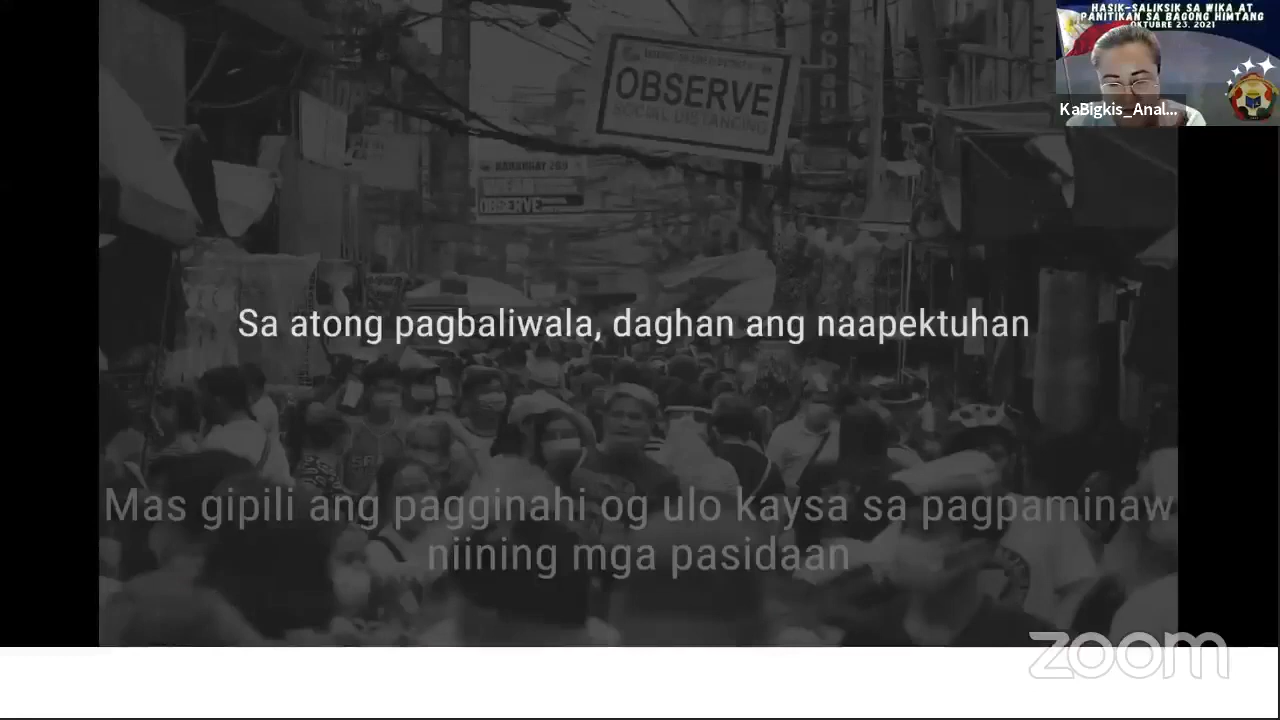 HASIK-SALIKSIK SA WIKA AT
PANITIKAN SA BAGONG HIMTANG
OKTUBRE 23, 2021
KaBigkis_Anal...
OBSERVE
SOCIAL DISTANCING
BARANGAY
OBSERVE
Sa atong pagbaliwala, daghan ang naapektuhan
Mas gipili ang pagginahi og ulo kaysa sa pagpaminaw
niining mga pasidaan
zoom